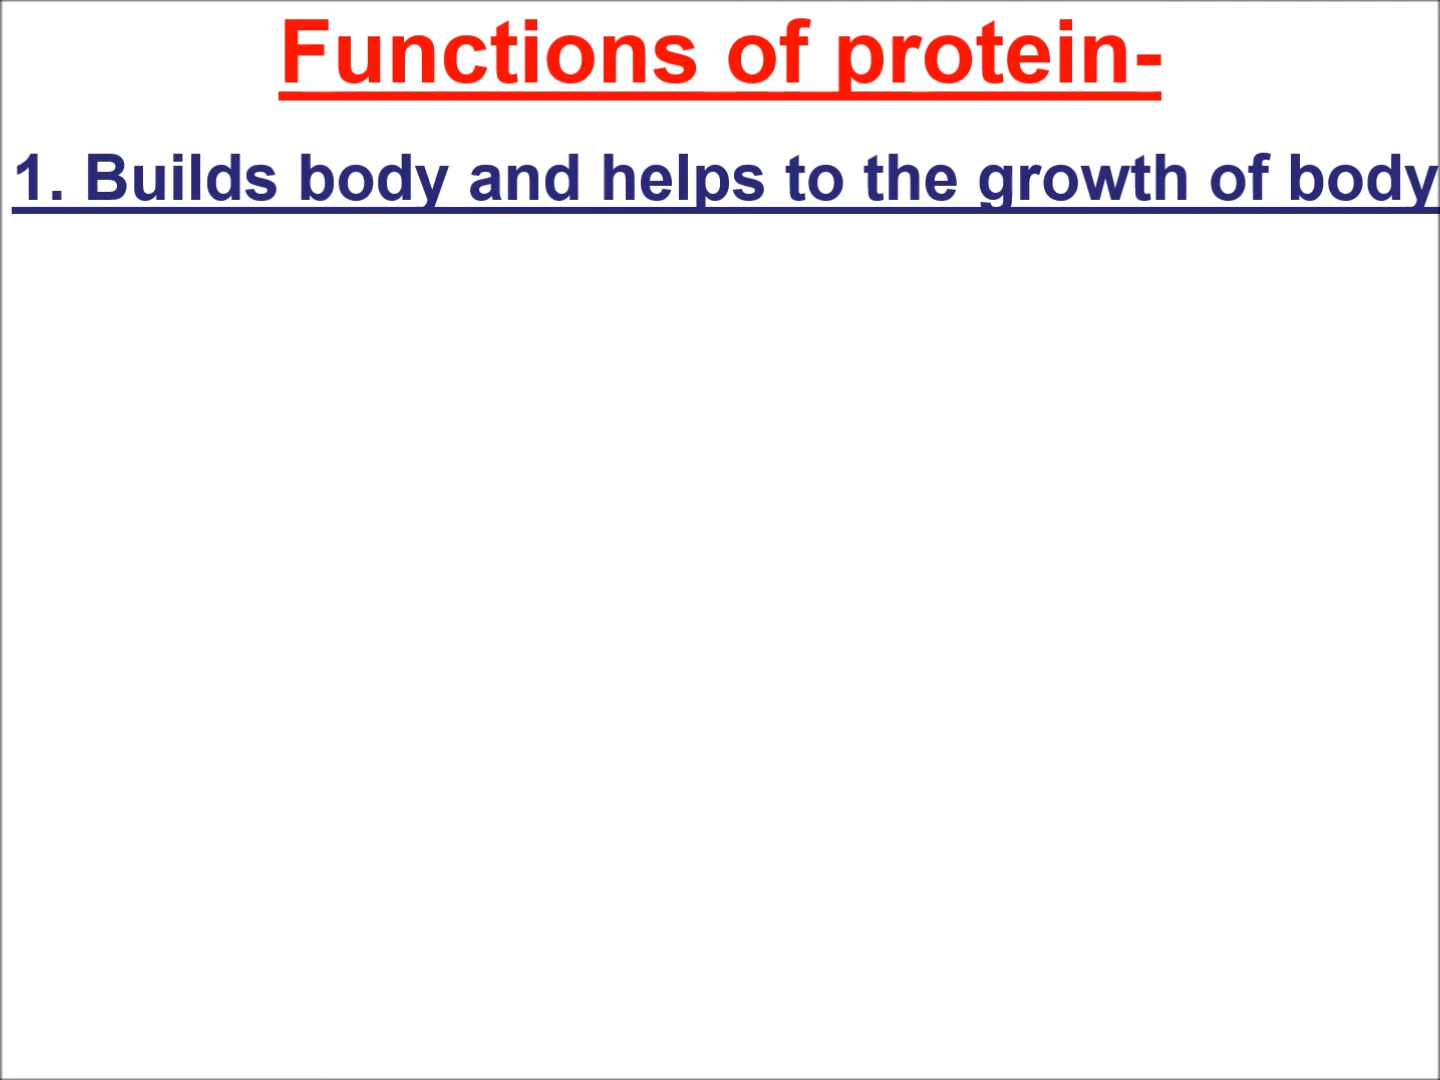 Functions of protein-
1. Builds body and helps to the growth of body